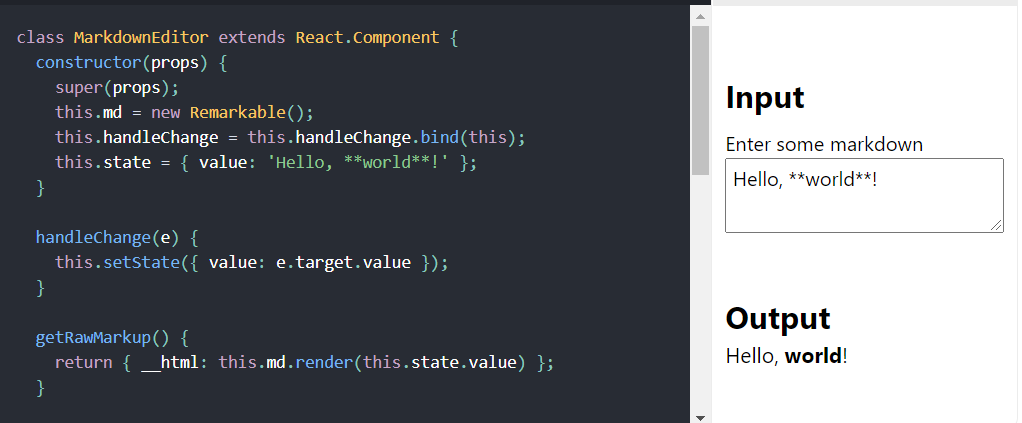 class MarkdownEditor extends React.Component {
  constructor(props) {
    super(props);
    this.md = new Remarkable();
    this.handleChange = this.handleChange.bind(this);
    this.state = { value: 'Hello, **world**!' };
  }

  handleChange(e) {
    this.setState({ value: e.target.value });
  }

  getRawMarkup() {
    return { __html: this.md.render(this.state.value) };
  }
Input
Enter some markdown
Hello, **world**!
Output
Hello, world!